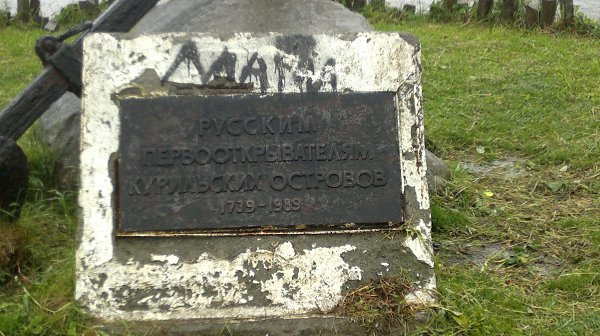 РУССКИМ
ПЕРВООТКРЫВАТЕЛЯМ
КУРИЛЬСКИХ ОСТРОВОВ
1739-1989